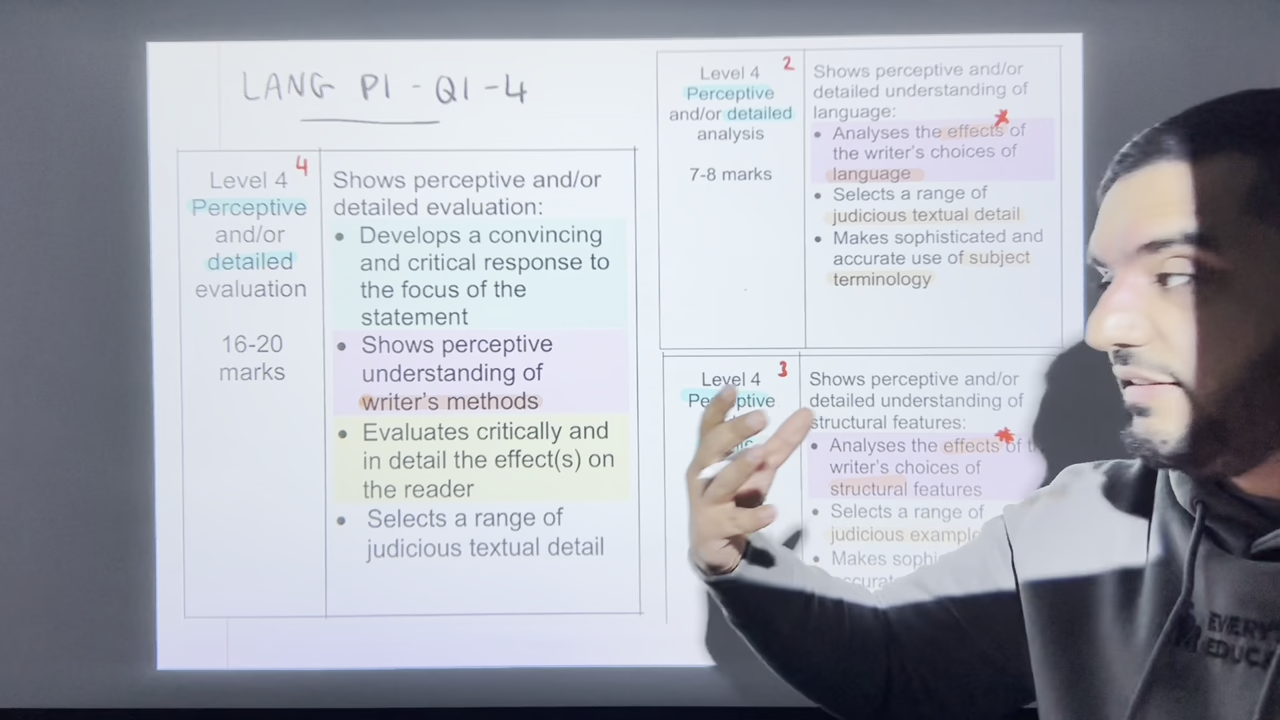 LANG P1 - Q1 - 4
Level 4
4
Perceptive
and/or
detailed
evaluation
16-20
marks
Shows perceptive and/or
detailed evaluation:
• Develops a convincing
and critical response to
the focus of the
statement
• Shows perceptive
understanding of
writer's methods
• Evaluates critically and
in detail the effect(s) on
the reader
• Selects a range of
judicious textual detail
Level 4
2
Perceptive
and/or detailed
analysis
7-8 marks
Shows perceptive and/or
detailed understanding of
language:
• Analyses the effects of
the writer's choices of
language
• Selects a range of
judicious textual detail
• Makes sophisticated and
accurate use of subject
terminology
Level 4
3
Perceptive
Shows perceptive and/or
detailed understanding of
structural features:
• Analyses the effects of
writer's choices of
structural features
• Selects a range of
judicious
• Makes